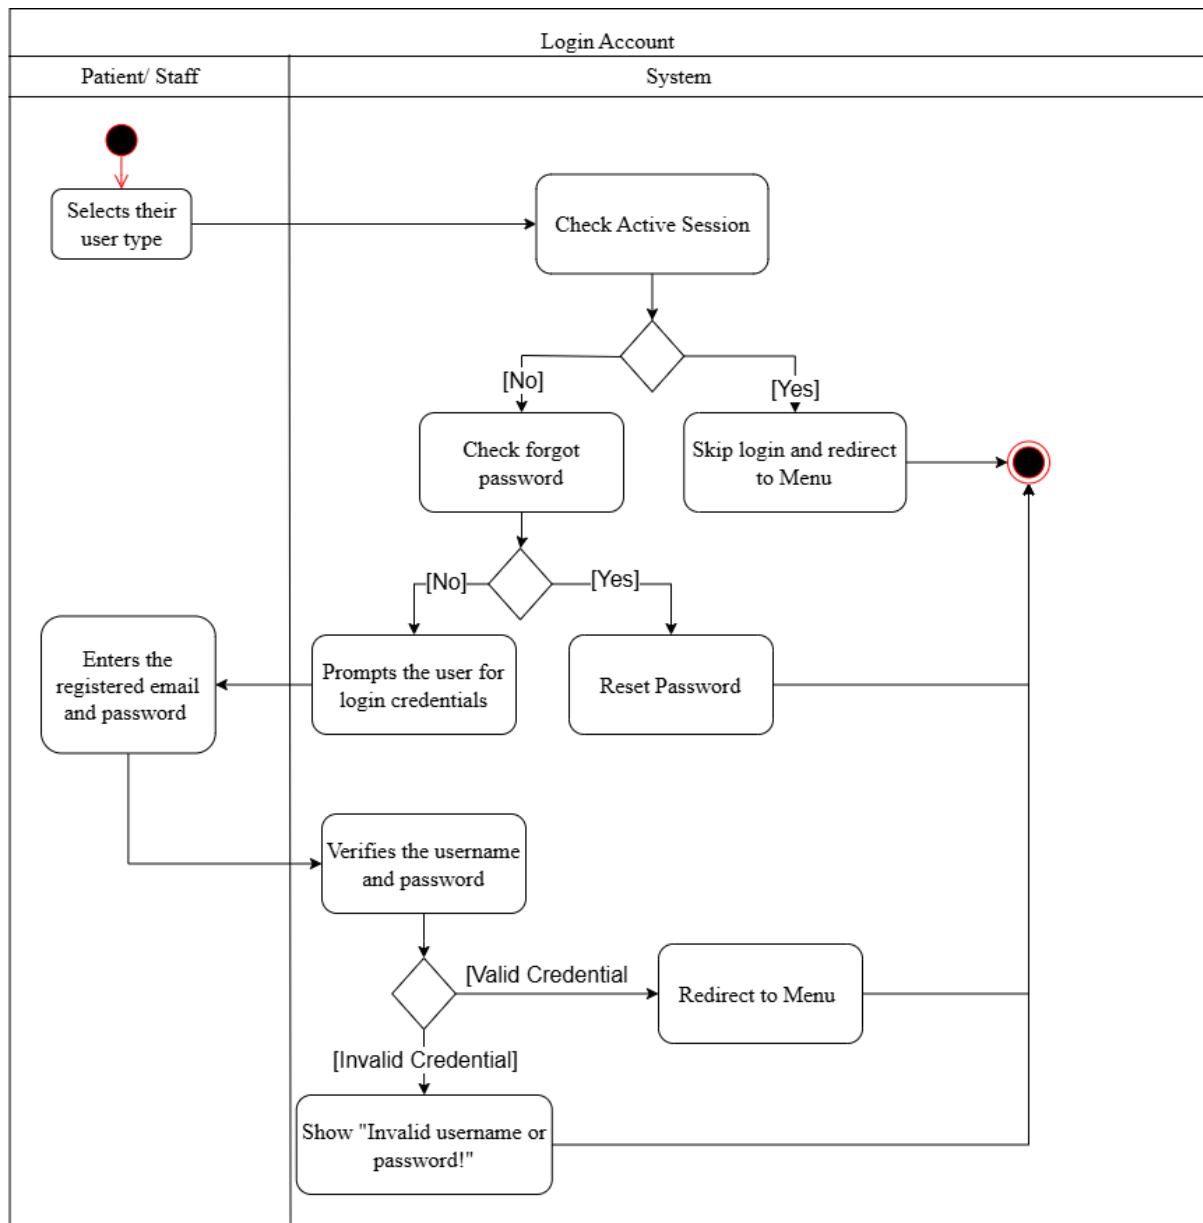 Login Account
Patient/ Staff
System
Selects their
user type
Check Active Session
[No]
[Yes]
Check forgot
password
Skip login and redirect
to Menu
[No]
[Yes]
Enters the
registered email
and password
Prompts the user for
login credentials
Reset Password
Verifies the username
and password
[Valid Credential
Redirect to Menu
[Invalid Credential]
Show "Invalid username or
password!"